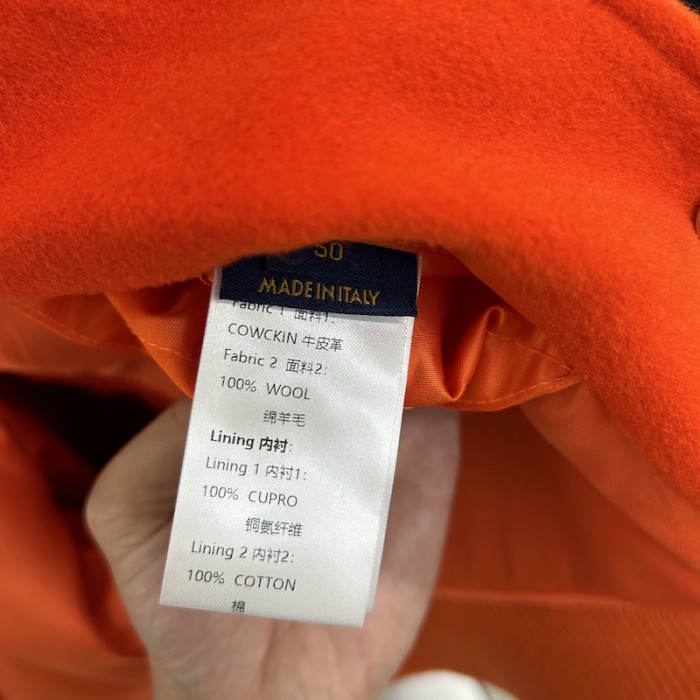 50
MADE IN ITALY
Fabric 1 面料1:
COWCKIN 牛皮革
Fabric 2 面料2:
100% WOOL
绵羊毛
Lining 内衬:
Lining 1 内衬1:
100% CUPRO
铜氨纤维
Lining 2 内衬2:
100% COTTON
棉